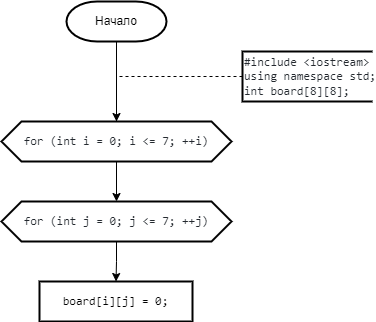 Начало
#include <iostream>
using namespace std;
int board[8][8];
for (int i = 0; i <= 7; ++i)
for (int j = 0; j <= 7; ++j)
board[i][j] = 0;